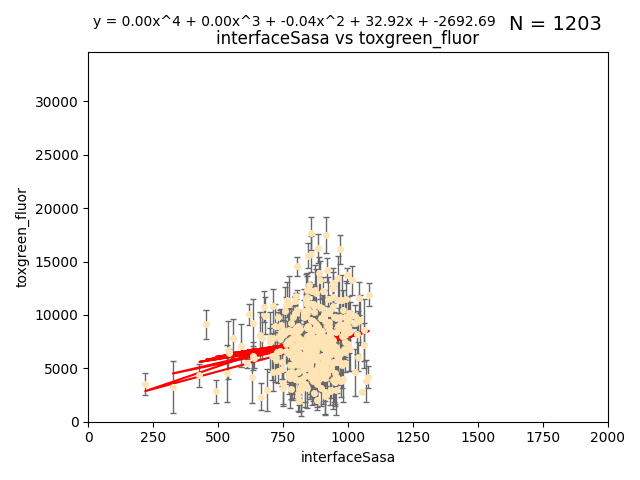 y = 0.00x^4 + 0.00x^3 + -0.04x^2 + 32.92x + -2692.69
N = 1203
interfaceSasa vs toxgreen_fluor
30000
25000
20000
15000
10000
5000
0
toxgreen_fluor
0 250 500 750 1000 1250 1500 1750 2000
interfaceSasa